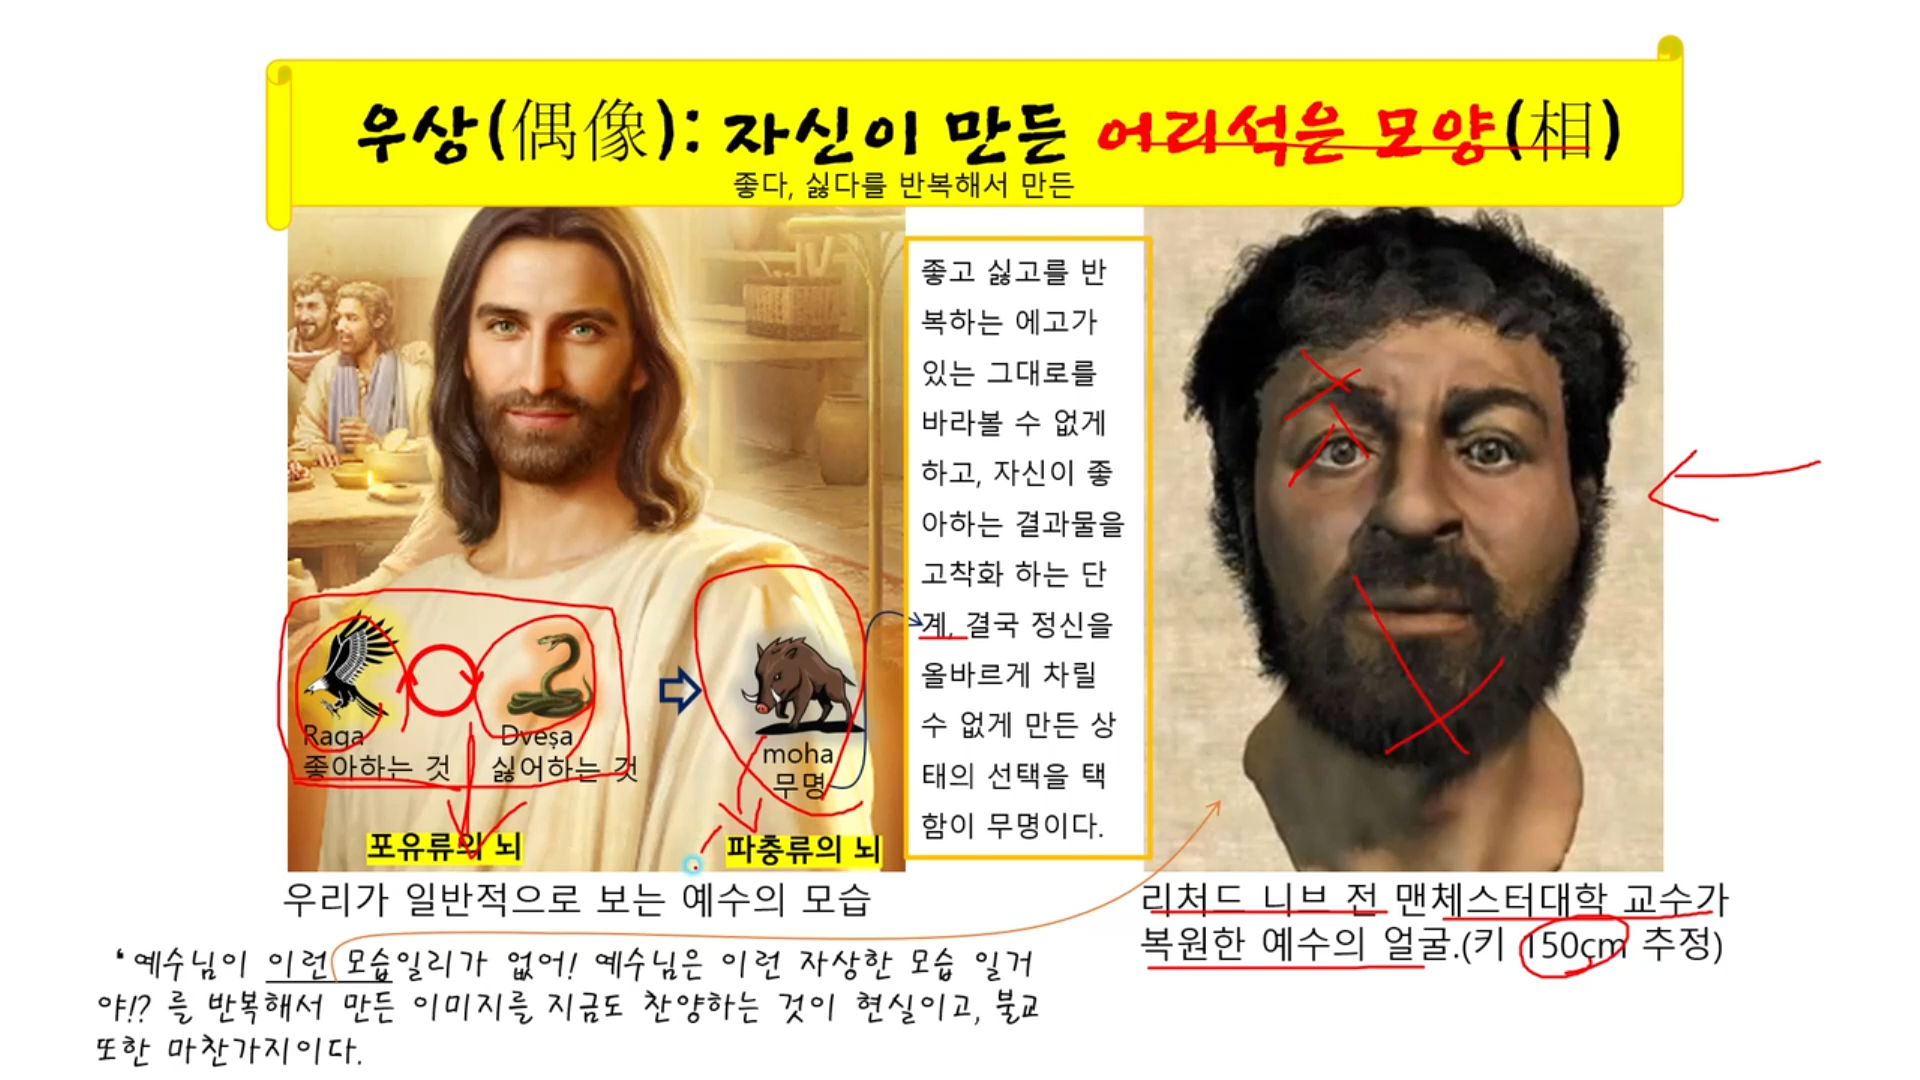 우상(偶像): 자신이 만든 어리석은 모양(相)
좋다, 싫다를 반복해서 만든
좋고 싫고를 반
복하는 에고가
있는 그대로를
바라볼 수 없게
하고, 자신이 좋
아하는 결과물을
고착화 하는 단
계, 결국 정신을
올바르게 차릴
수 없게 만든 상
태의 선택을 택
함이 무명이다.
Raga
좋아하는 것
Dveṣa
싫어하는 것
moha
무명
포유류의 뇌
파충류의 뇌
우리가 일반적으로 보는 예수의 모습
리처드 니브 전 맨체스터대학 교수가
복원한 예수의 얼굴.(키 150cm 추정)
‘예수님이 이런 모습일리가 없어! 예수님은 이런 자상한 모습 일거
야!? 를 반복해서 만든 이미지를 지금도 찬양하는 것이 현실이고, 불교
또한 마찬가지이다.